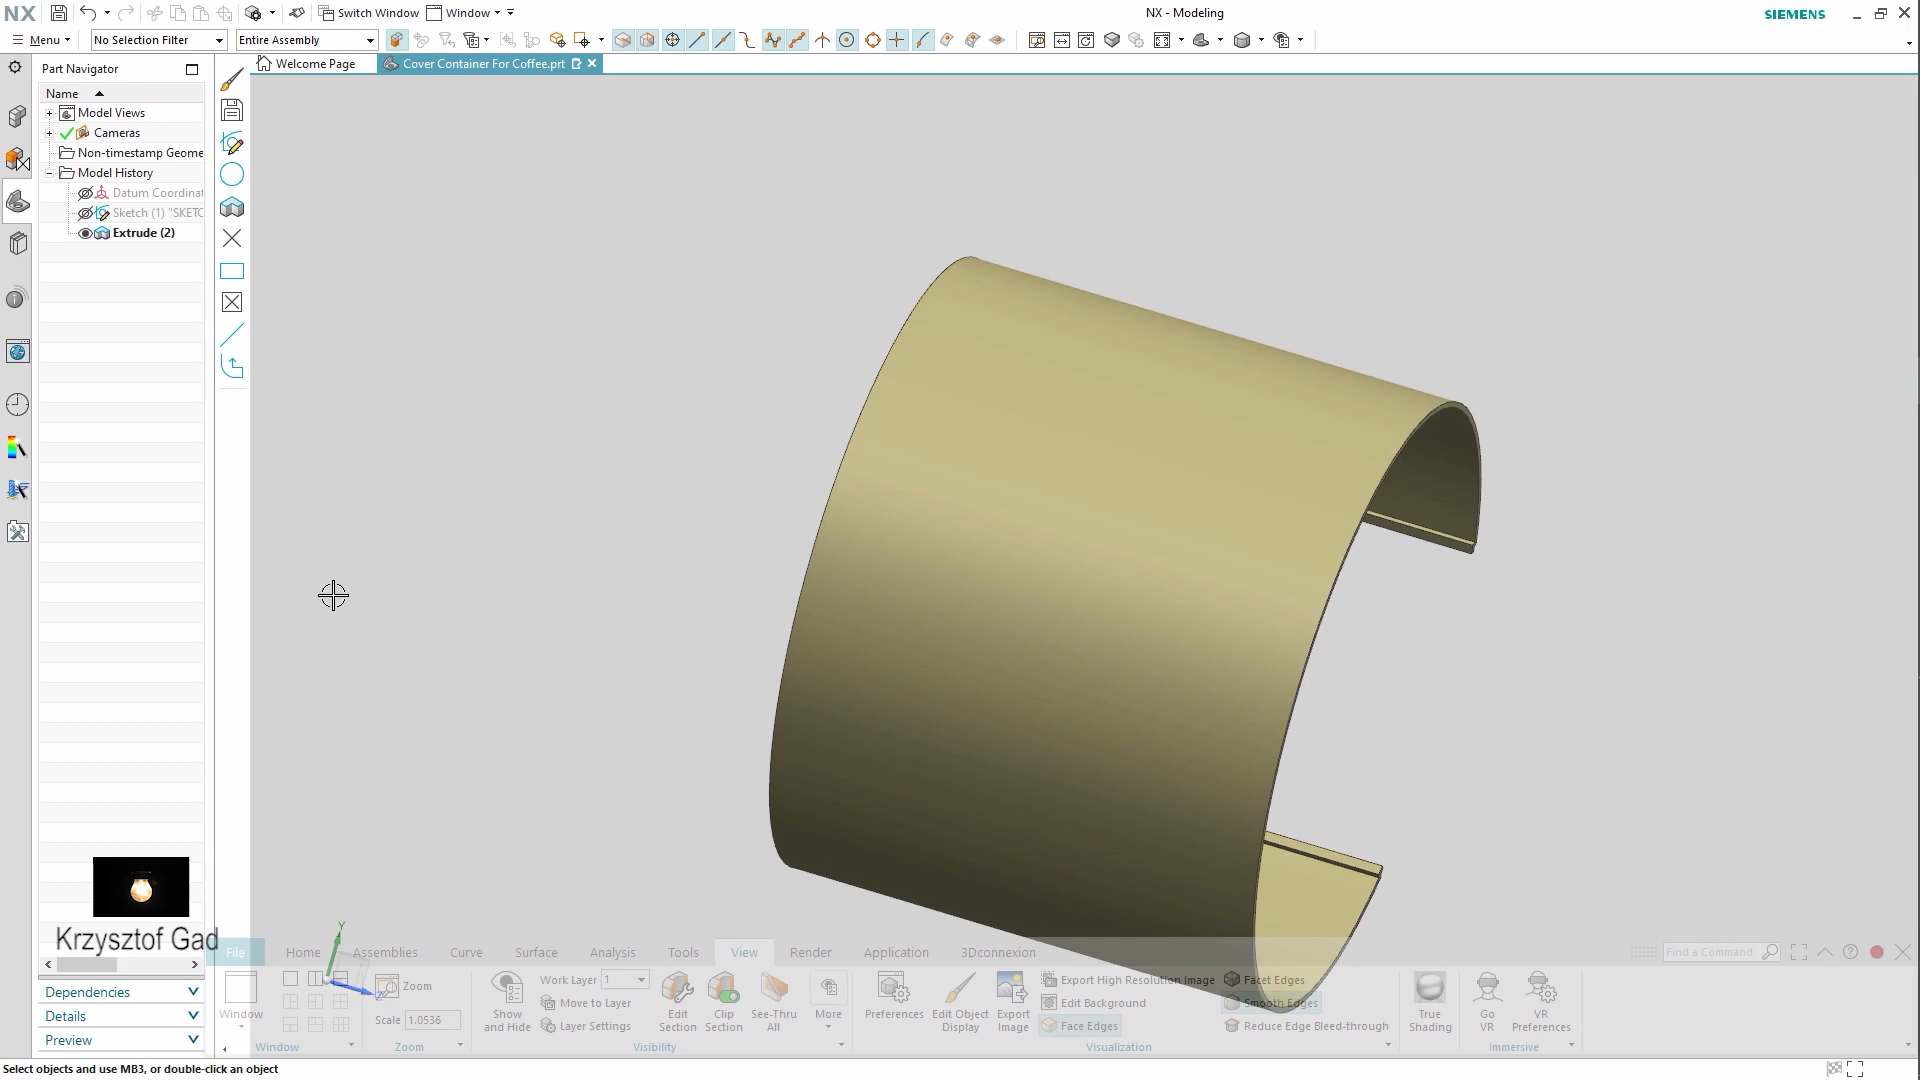 NX
Switch Window
Window
NX - Modeling
SIEMENS
Menu
No Selection Filter
Entire Assembly
Part Navigator
Welcome Page
Cover Container For Coffee.prt
Name
Model Views
Cameras
Non-timestamp Geome
Model History
Datum Coordinat
Sketch (1) "SKETC
Extrude (2)
Krzysztof Gad
Dependencies
Details
Preview
Y
Z
File
Home
Assemblies
Curve
Surface
Analysis
Tools
View
Render
Application
3Dconnexion
Find a Command
Window
Window
Zoom
Scale 1.0536
Zoom
Show and Hide
Work Layer 1
Move to Layer
Layer Settings
Edit Section
Clip Section
See-Thru All
More
Visibility
Preferences
Edit Object Display
Export Image
Export High Resolution Image
Edit Background
Face Edges
Facet Edges
Smooth Edges
Reduce Edge Bleed-through
Visualization
True Shading
Go VR
VR Preferences
Immersive
Select objects and use MB3, or double-click an object